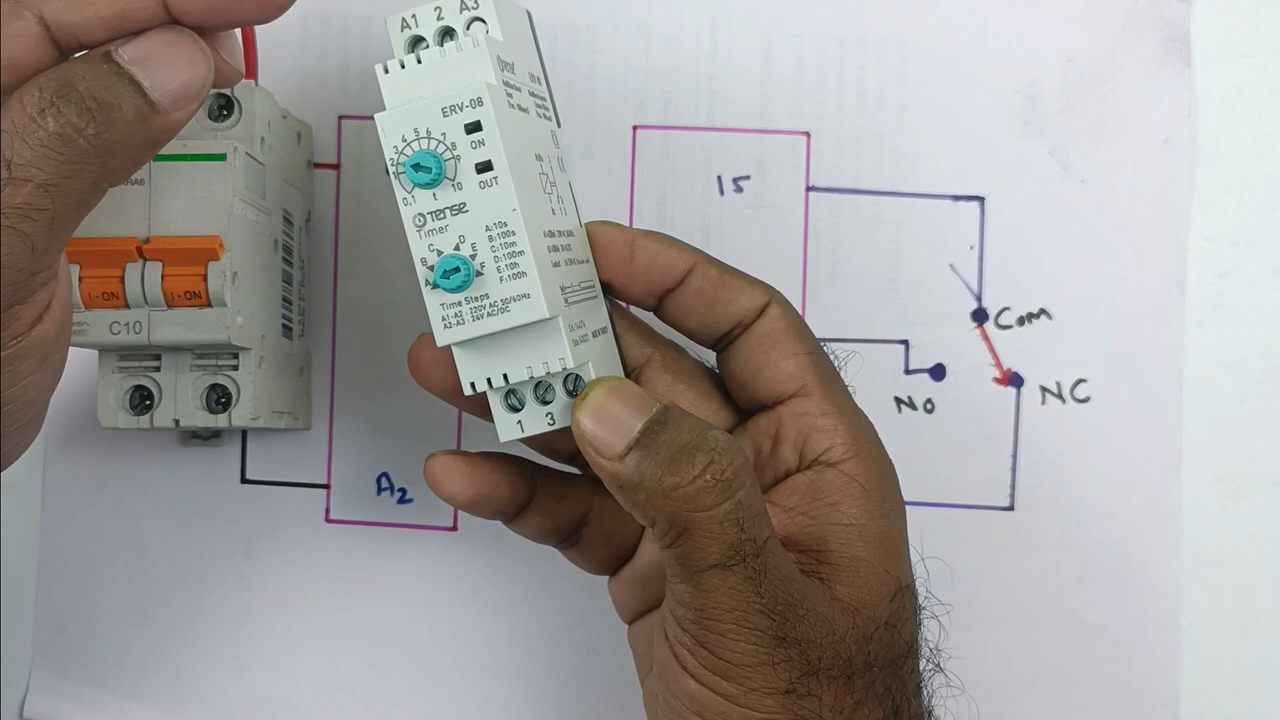 A1 2 A3
ERV-08
ON
OUT
0,1 2 3 4 5 6 7 8 9 10
t
TENSE
Timer
A B C D E F
A:10s
B:100s
C:10m
D:100m
E:10h
F:100h
Time Steps
A1-A2 : 220V AC 50/60Hz
A2-A3 : 24V AC/DC
1 3
I-ON I-ON
C10
A2
15
Com
No
NC